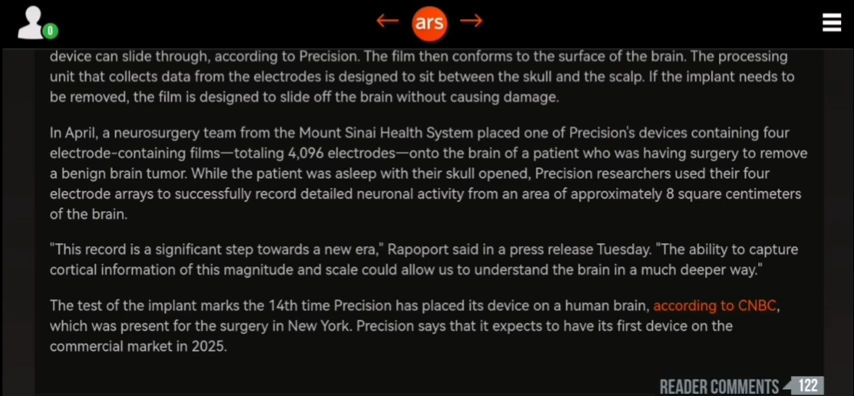 0
ars
device can slide through, according to Precision. The film then conforms to the surface of the brain. The processing
unit that collects data from the electrodes is designed to sit between the skull and the scalp. If the implant needs to
be removed, the film is designed to slide off the brain without causing damage.
In April, a neurosurgery team from the Mount Sinai Health System placed one of Precision's devices containing four
electrode-containing films—totaling 4,096 electrodes—onto the brain of a patient who was having surgery to remove
a benign brain tumor. While the patient was asleep with their skull opened, Precision researchers used their four
electrode arrays to successfully record detailed neuronal activity from an area of approximately 8 square centimeters
of the brain.
"This record is a significant step towards a new era," Rapoport said in a press release Tuesday. "The ability to capture
cortical information of this magnitude and scale could allow us to understand the brain in a much deeper way."
The test of the implant marks the 14th time Precision has placed its device on a human brain, according to CNBC,
which was present for the surgery in New York. Precision says that it expects to have its first device on the
commercial market in 2025.
READER COMMENTS 122